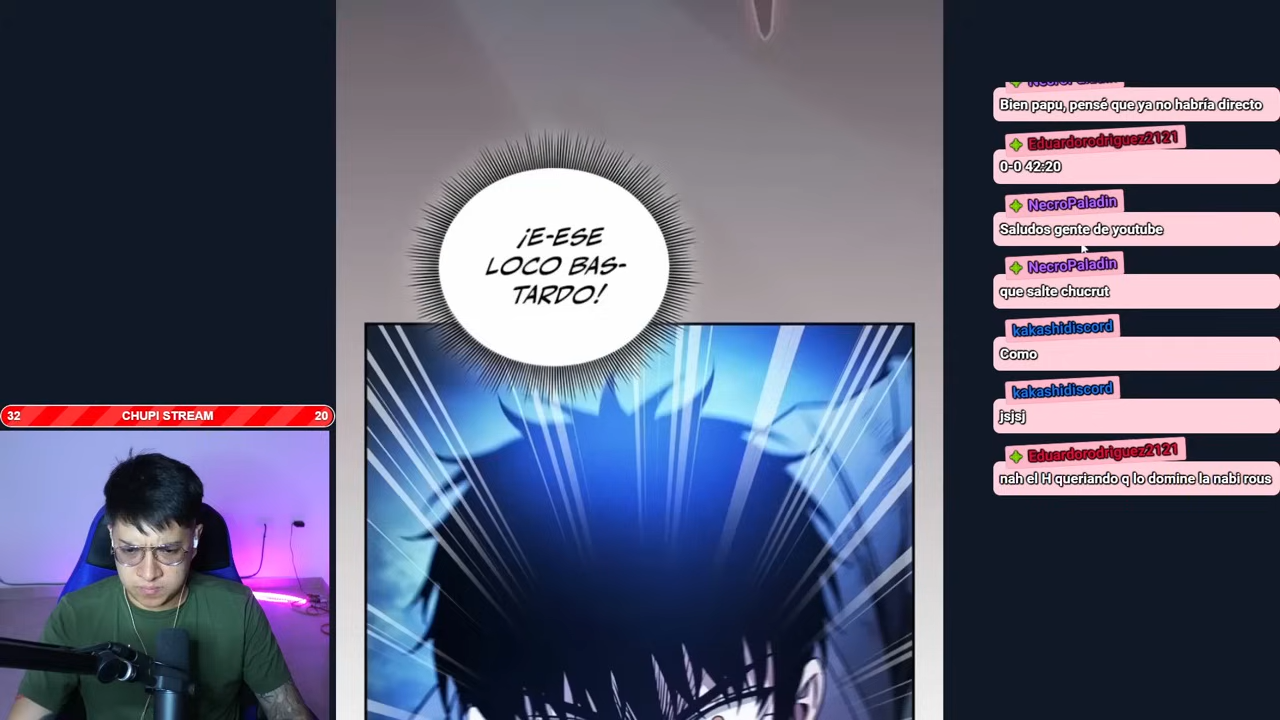 ¡E-ESE
LOCO BAS-
TARDO!
32 CHUPI STREAM 20
NecroPaladin
Bien papu, pensé que ya no habría directo
Eduardorodriguez2121
0-0 42:20
NecroPaladin
Saludos gente de youtube
NecroPaladin
que salte chucrut
kakashidiscord
Como
kakashidiscord
jsjsj
Eduardorodriguez2121
nah el H queriando q lo domine la nabi rous